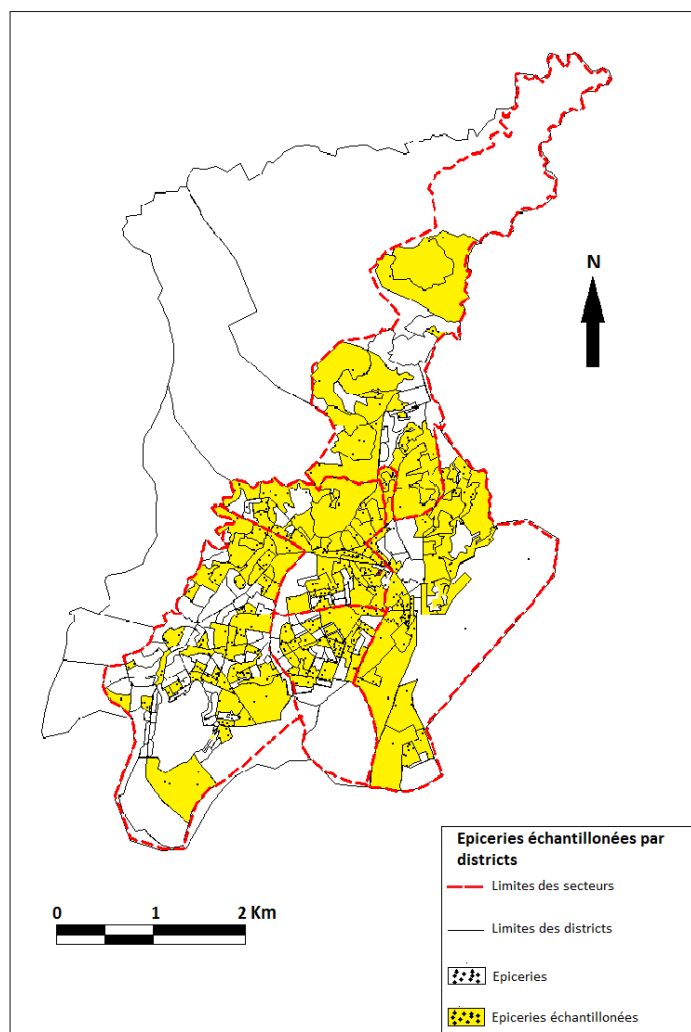 N
Epiceries échantillonées par
districts
Limites des secteurs
Limites des districts
Epiceries
Epiceries échantillonées
0 1 2 Km